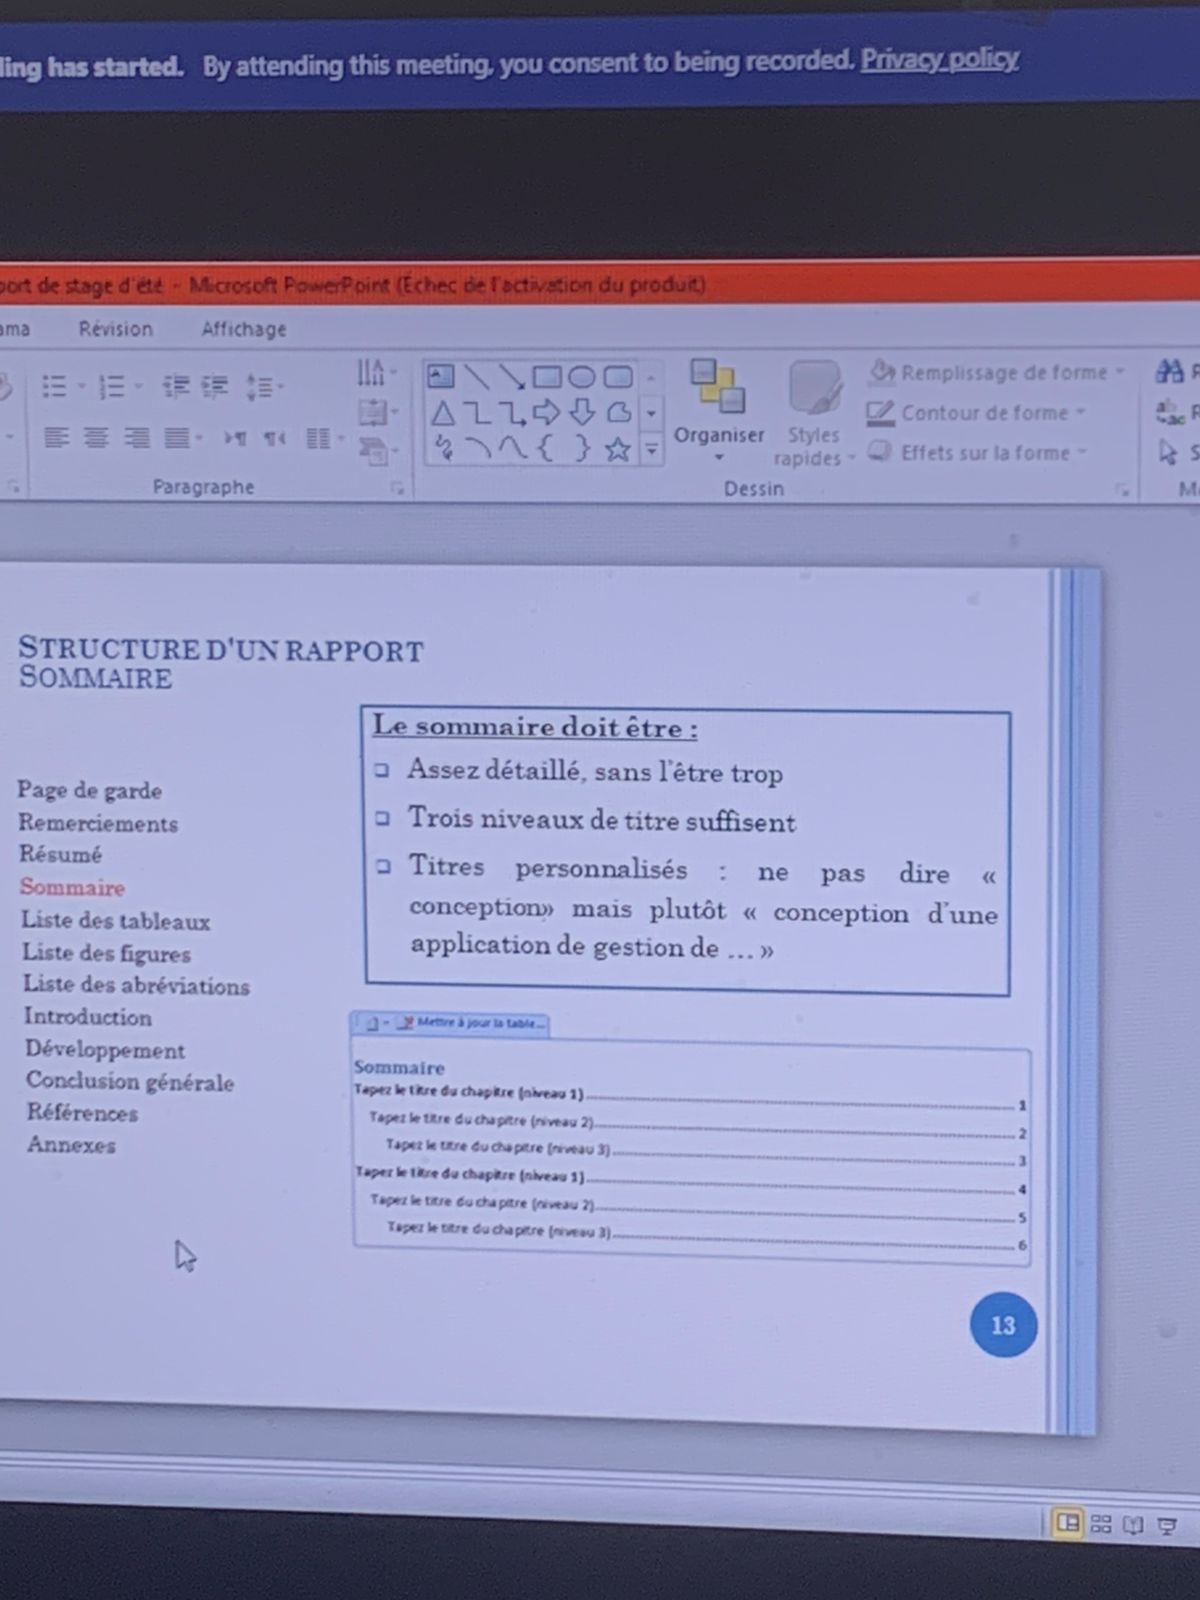 has started. By attending this meeting, you consent to being recorded. Privacy policy
de stage d'été - Microsoft PowerPoint (Échec de l'activation du produit)
Révision Affichage
Remplissage de forme
Contour de forme
Organiser Styles
rapides Effets sur la forme
Paragraphe Dessin
STRUCTURE D'UN RAPPORT
SOMMAIRE
Page de garde
Remerciements
Résumé
Sommaire
Liste des tableaux
Liste des figures
Liste des abréviations
Introduction
Développement
Conclusion générale
Références
Annexes
Le sommaire doit être :
Assez détaillé, sans l'être trop
Trois niveaux de titre suffisent
Titres personnalisés : ne pas dire «
conception» mais plutôt « conception d'une
application de gestion de ... »
Mettre à jour la table...
Sommaire
Tapez le titre du chapitre (niveau 1) 1
Tapez le titre du chapitre (niveau 2) 2
Tapez le titre du chapitre (niveau 3) 3
Tapez le titre du chapitre (niveau 1) 4
Tapez le titre du chapitre (niveau 2) 5
Tapez le titre du chapitre (niveau 3) 6
13